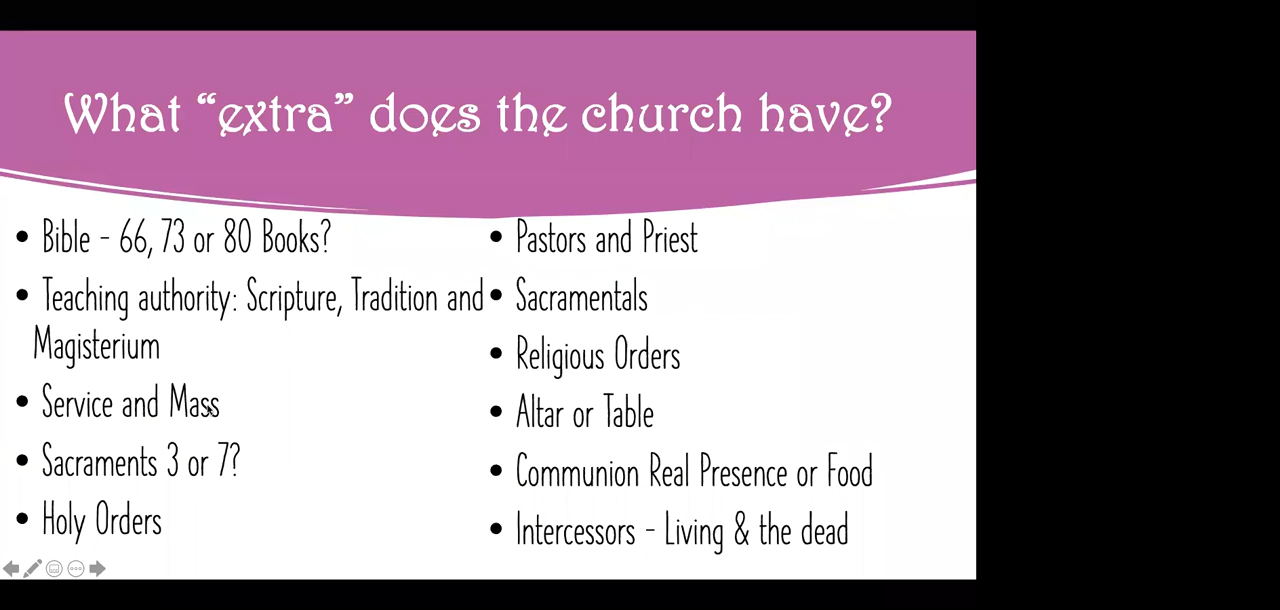 What “extra” does the church have?
• Bible - 66, 73 or 80 Books?
• Teaching authority: Scripture, Tradition and
Magisterium
• Service and Mass
• Sacraments 3 or 7?
• Holy Orders
• Pastors and Priest
• Sacramentals
• Religious Orders
• Altar or Table
• Communion Real Presence or Food
• Intercessors - Living & the dead